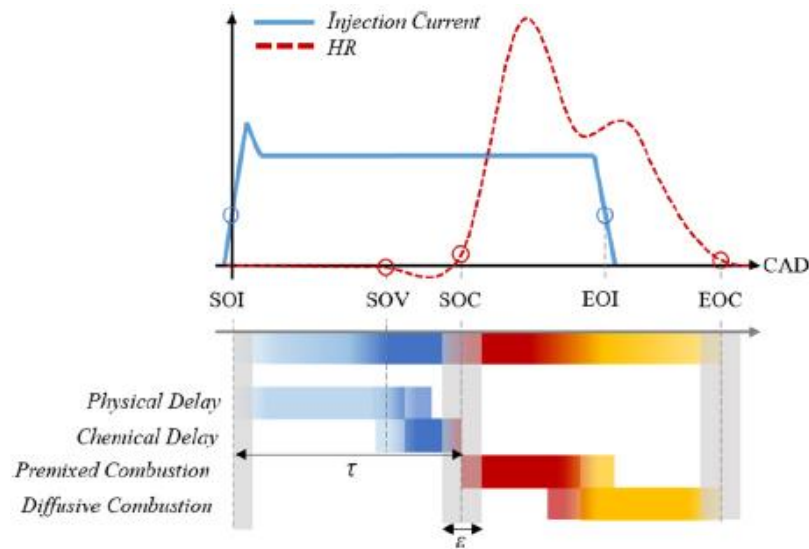 Injection Current
HR
CAD
SOI SOV SOC EOI EOC
Physical Delay
Chemical Delay
τ
Premixed Combustion
Diffusive Combustion
ε